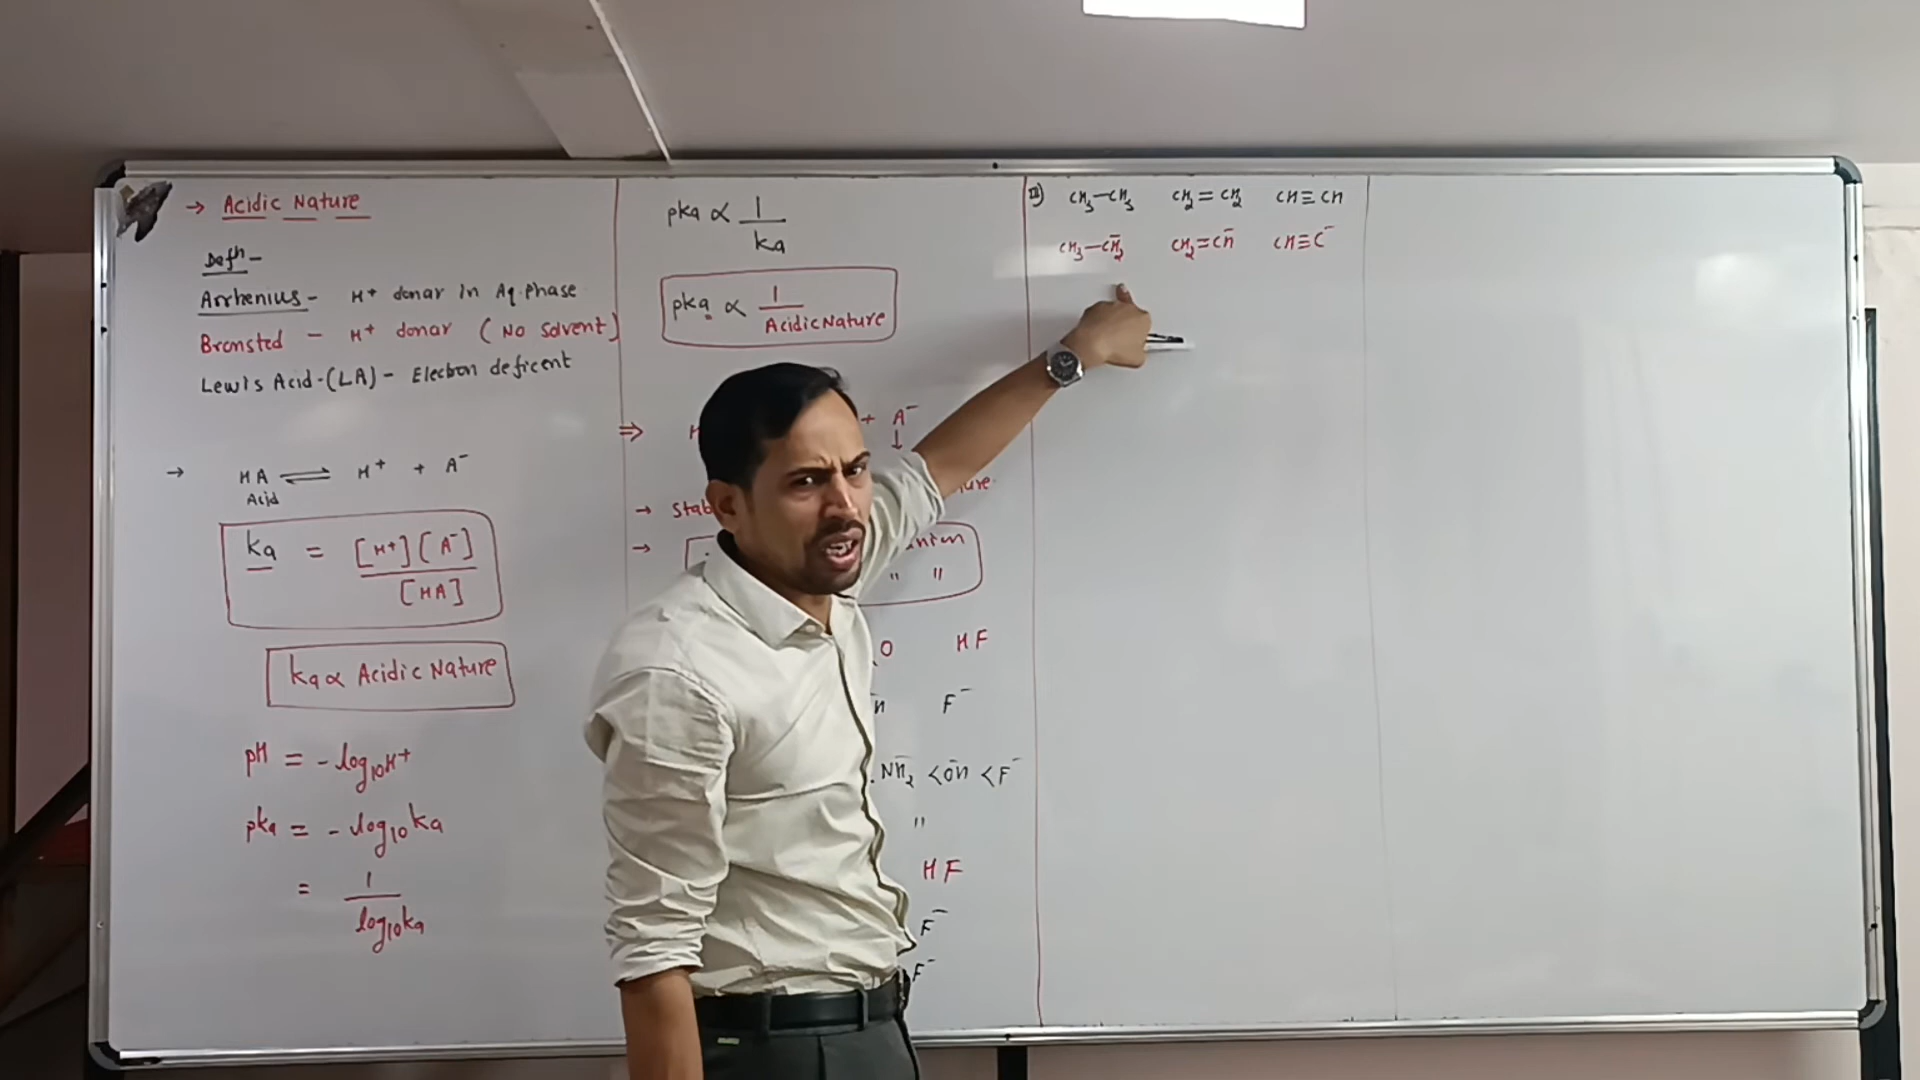 → Acidic Nature
Defn -
Arrhenius - H+ donar in Aq. Phase
Bronsted - H+ donar (No Solvent)
Lewis Acid - (LA) - Electron deficent
→ HA ⇌ H+ + A-
Acid
ka = [H+][A-] / [HA]
ka ∝ Acidic Nature
pH = -log10H+
pka = -log10ka
= 1 / log10ka
pka ∝ 1 / ka
pka ∝ 1 / Acidic Nature
⇒ + A-
↓
→
→
" "
O HF
F-
NH2- < OH- < F-
"
HF
F-
F-
III) CH3-CH3 CH2=CH2 CH≡CH
CH3-CH2- CH2=CH- CH≡C-